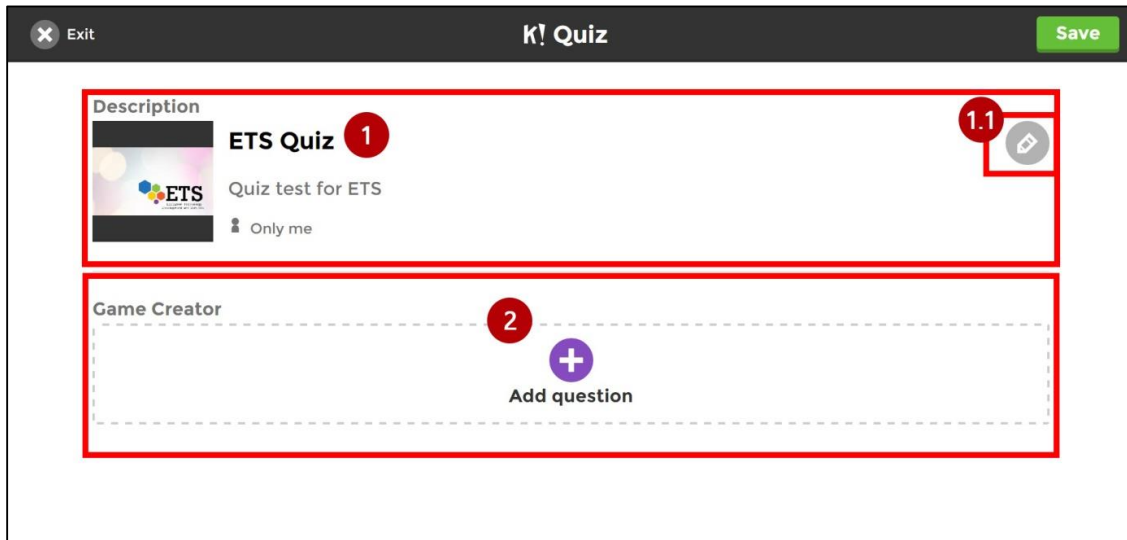 Exit
K! Quiz
Save
Description
ETS Quiz
1
1.1
ETS
Quiz test for ETS
Only me
Game Creator
2
Add question